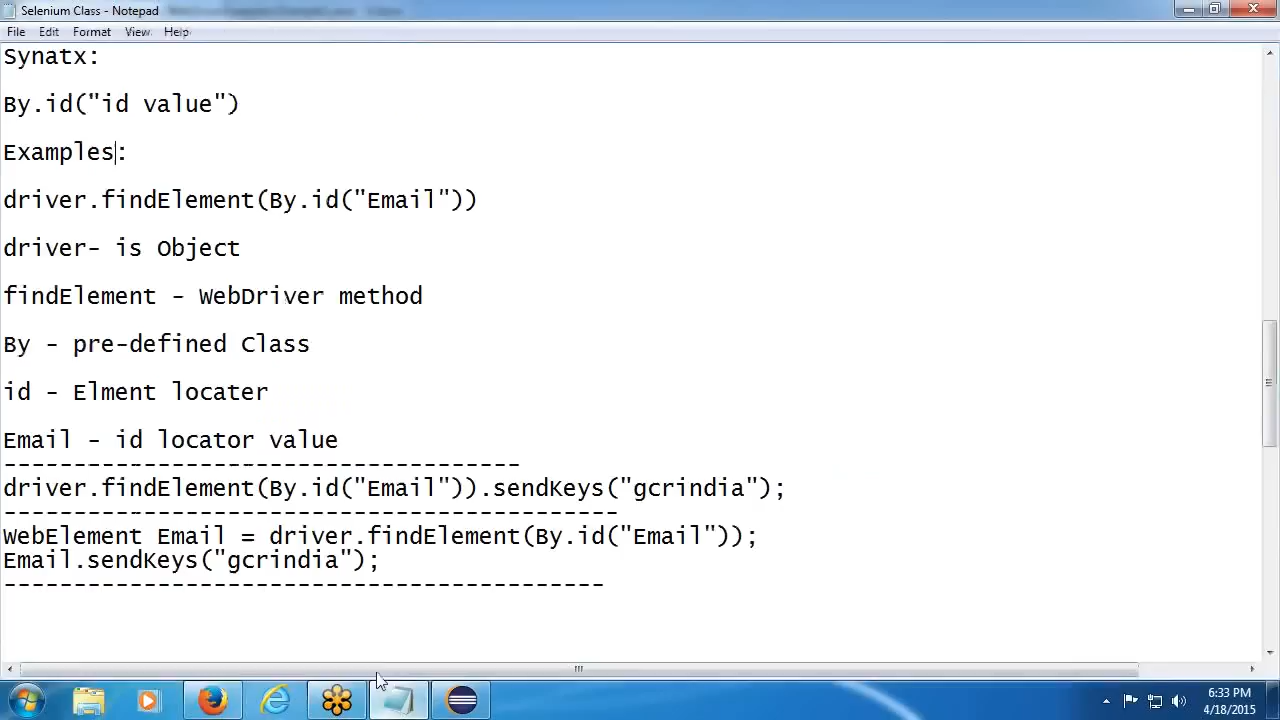 Selenium Class - Notepad
File Edit Format View Help
Synatx:
By.id("id value")
Examples:
driver.findElement(By.id("Email"))
driver- is Object
findElement - WebDriver method
By - pre-defined Class
id - Elment locater
Email - id locator value
-------------------------------------
driver.findElement(By.id("Email")).sendKeys("gcrindia");
--------------------------------------------
WebElement Email = driver.findElement(By.id("Email"));
Email.sendKeys("gcrindia");
-------------------------------------------
6:33 PM
4/18/2015